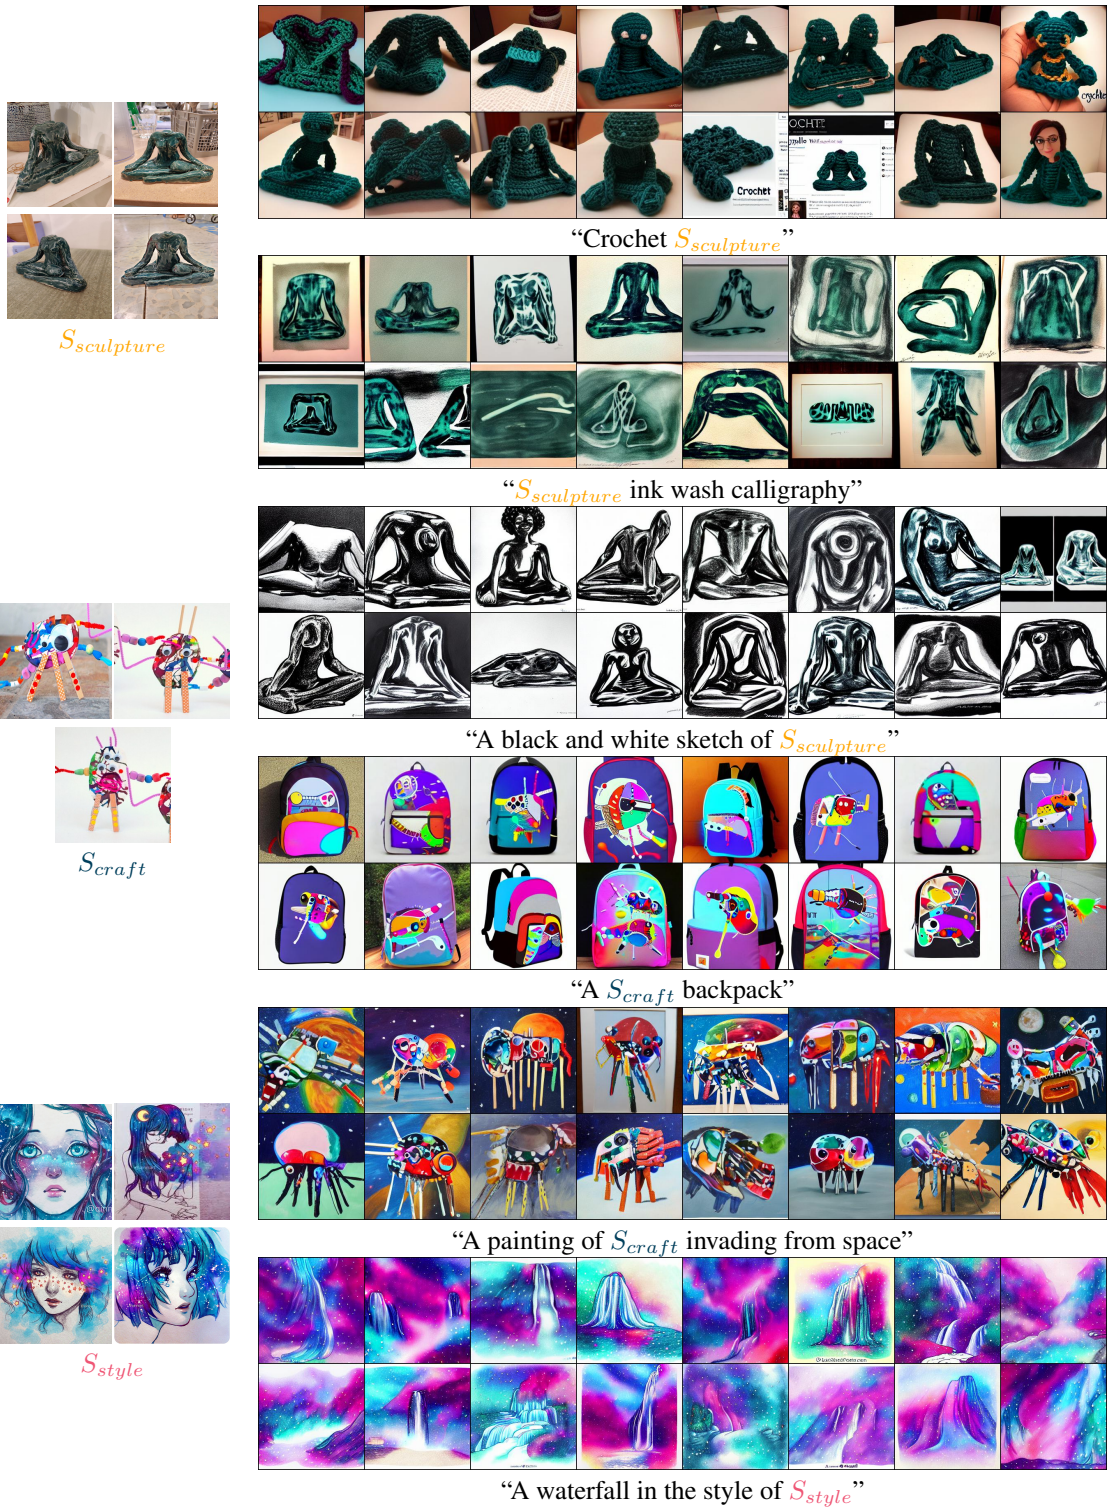 Crochet
“Crochet S_sculpture”
S_sculpture
“S_sculpture ink wash calligraphy”
“A black and white sketch of S_sculpture”
S_craft
“A S_craft backpack”
“A painting of S_craft invading from space”
S_style
“A waterfall in the style of S_style”